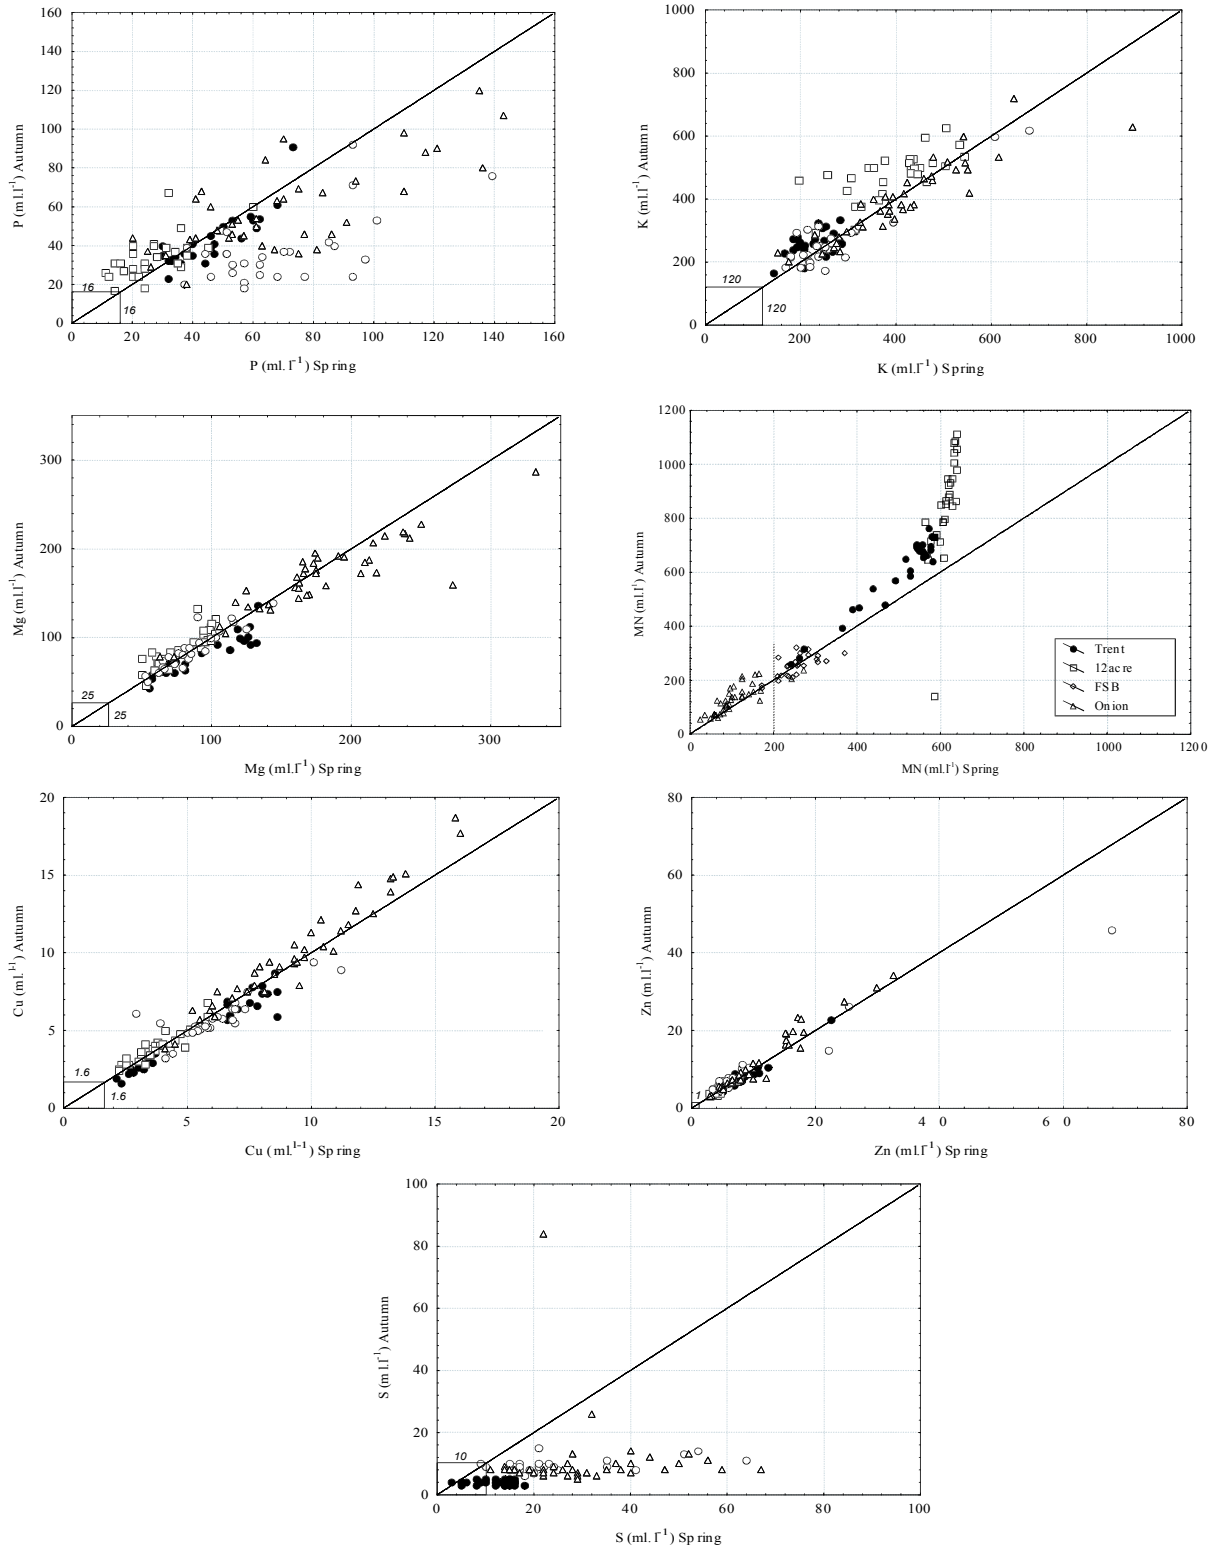 160
140
120
100
80
60
40
20
0
P (ml.l⁻¹) Autumn
16
16
0 20 40 60 80 100 120 140 160
P (ml. l⁻¹) Spring
1000
800
600
400
200
0
K (ml.l⁻¹) Autumn
120
120
0 200 400 600 800 1000
K (ml.l⁻¹) Spring
300
200
100
0
Mg (ml.l⁻¹) Autumn
25
25
0 100 200 300
Mg (ml.l⁻¹) Spring
1200
1000
800
600
400
200
0
MN (ml.l¹) Autumn
Trent
12acre
FSB
Onion
0 200 400 600 800 1000 1200
MN (ml.l⁻¹) Spring
20
15
10
5
0
Cu (ml.ˡ⁻¹) Autumn
1.6
1.6
0 5 10 15 20
Cu (ml.ˡ⁻¹) Spring
80
60
40
20
0
Zn (ml.l⁻¹) Autumn
1
0 20 4 0 6 0 80
Zn (ml.l⁻¹) Spring
100
80
60
40
20
0
S (ml.l⁻¹) Autumn
10
0 20 40 60 80 100
S (ml. l⁻¹) Spring